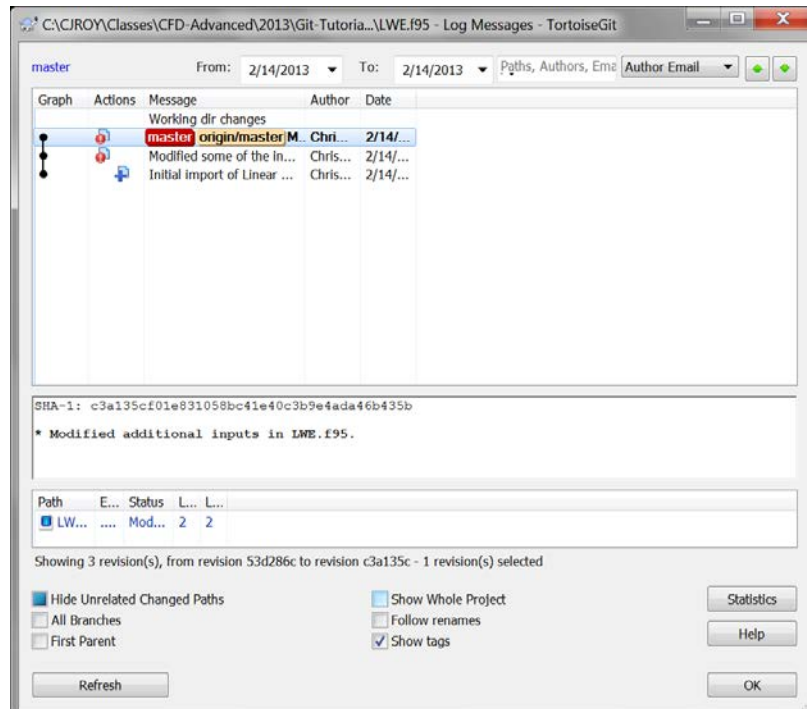 C:\CJROY\Classes\CFD-Advanced\2013\Git-Tutoria...\LWE.f95 - Log Messages - TortoiseGit
master From: 2/14/2013 To: 2/14/2013 Paths, Authors, Ema Author Email
Graph Actions Message Author Date
Working dir changes
master origin/master M.. Chri... 2/14/...
Modified some of the in... Chris... 2/14/...
Initial import of Linear ... Chris... 2/14/...
SHA-1: c3a135cf01e831058bc41e40c3b9e4ada46b435b
* Modified additional inputs in LWE.f95.
Path E... Status L... L...
LW... .... Mod... 2 2
Showing 3 revision(s), from revision 53d286c to revision c3a135c - 1 revision(s) selected
Hide Unrelated Changed Paths Show Whole Project Statistics
All Branches Follow renames
First Parent Show tags Help
Refresh OK